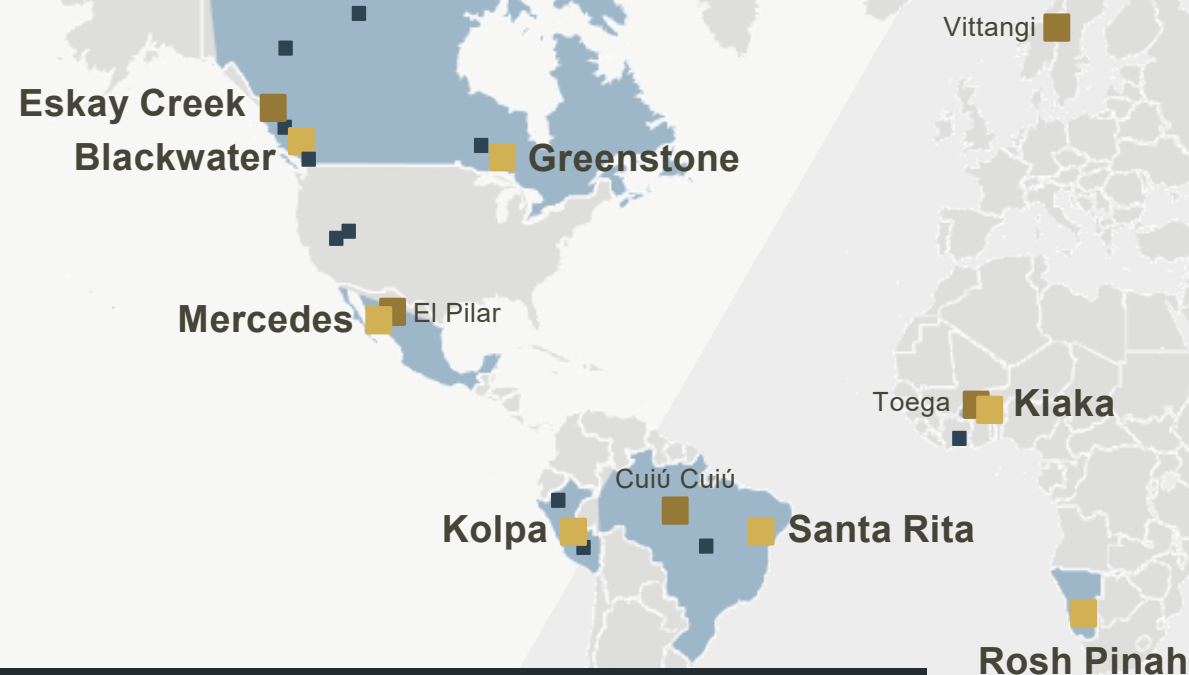 Vittangi
Eskay Creek
Blackwater
Greenstone
Mercedes
El Pilar
Toega
Kiaka
Cuiú Cuiú
Kolpa
Santa Rita
Rosh Pinah